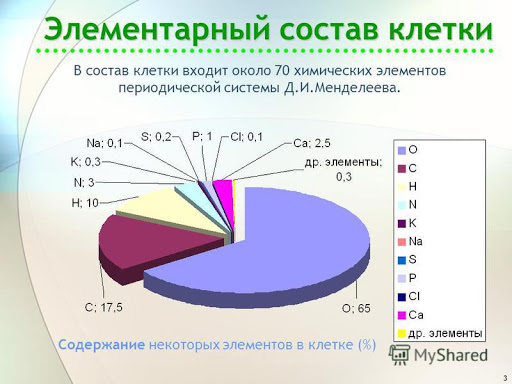 Элементарный состав клетки
В состав клетки входит около 70 химических элементов
периодической системы Д.И.Менделеева.
Na; 0,1
S; 0,2
P; 1
Cl; 0,1
Ca; 2,5
K; 0,3
др. элементы;
0,3
N; 3
H; 10
C; 17,5
O; 65
O
C
H
N
K
Na
S
P
Cl
Ca
др. элементы
Содержание некоторых элементов в клетке (%)
MyShared
3